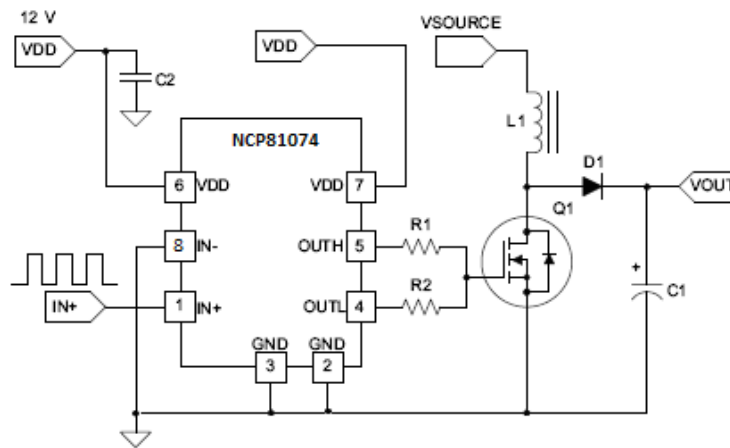 12 V
VDD
C2
VDD
VSOURCE
L1
NCP81074
D1
VOUT
6 VDD
VDD 7
Q1
8 IN-
OUTH 5
R1
IN+
1 IN+
OUTL 4
R2
+
C1
GND GND
3 2